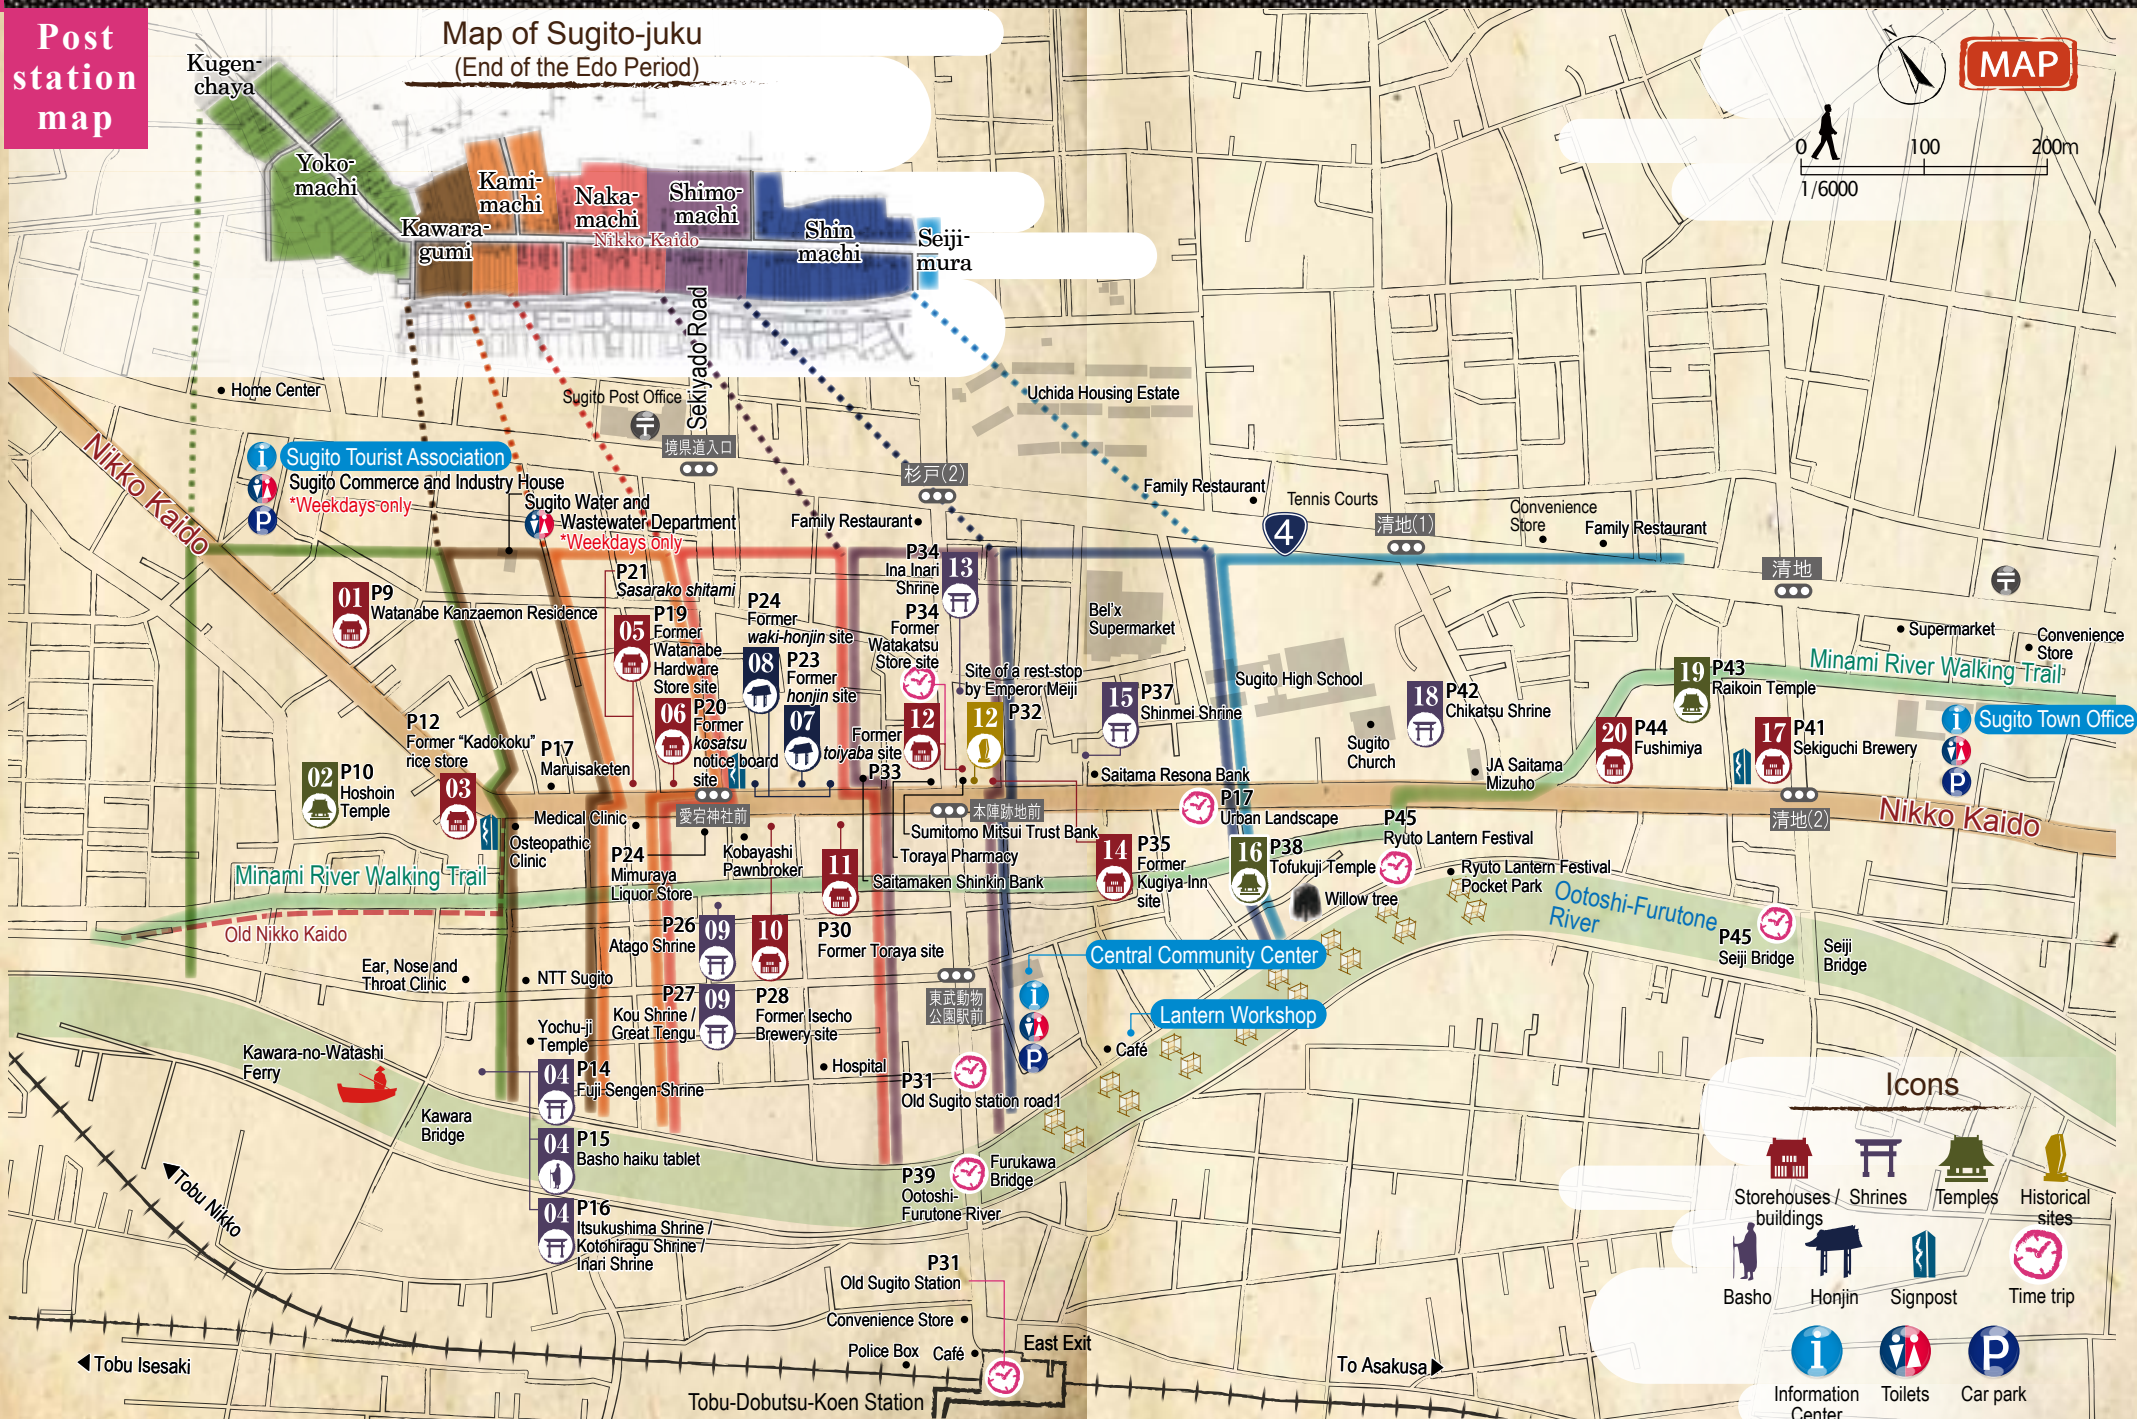 Post
station
map
Map of Sugito-juku
(End of the Edo Period)
Kugen-
chaya
Yoko-
machi
Kawara-
gumi
Kami-
machi
Naka-
machi
Shimo-
machi
Nikko Kaido
Shin
machi
Seiji-
mura
N
MAP
0
100
200m
1/6000
Sekiyado Road
Home Center
Sugito Post Office
境県道入口
杉戸(2)
Uchida Housing Estate
Nikko Kaido
Sugito Tourist Association
Sugito Commerce and Industry House
*Weekdays only
Sugito Water and
Wastewater Department
*Weekdays only
Family Restaurant
Family Restaurant
Tennis Courts
4
清地(1)
Convenience
Store
Family Restaurant
清地
01
P9
Watanabe Kanzaemon Residence
P21
Sasarako shitami
05
P19
Former
Watanabe
Hardware
Store site
P24
Former
waki-honjin site
08
P23
Former
honjin site
07
P34
Ina Inari
Shrine
13
P34
Former
Watakatsu
Store site
Site of a rest-stop
by Emperor Meiji
12
P32
Bel'x
Supermarket
15
P37
Shinmei Shrine
Sugito High School
Sugito
Church
18
P42
Chikatsu Shrine
Supermarket
Convenience
Store
Minami River Walking Trail
19
P43
Raikoin Temple
20
P44
Fushimiya
17
P41
Sekiguchi Brewery
Sugito Town Office
JA Saitama
Mizuho
06
P20
Former
kosatsu
notice board
site
12
Former
toiyaba site
P33
P12
Former “Kadokoku”
rice store
03
P17
Maruisaketen
02
P10
Hoshoin
Temple
Saitama Resona Bank
P17
Urban Landscape
Nikko Kaido
清地(2)
愛宕神社前
本陣跡地前
Medical Clinic
Osteopathic
Clinic
P24
Mimuraya
Liquor Store
Kobayashi
Pawnbroker
11
Sumitomo Mitsui Trust Bank
Toraya Pharmacy
Saitamaken Shinkin Bank
14
P35
Former
Kugiya Inn
site
16
P38
Tofukuji Temple
Willow tree
P45
Ryuto Lantern Festival
Ryuto Lantern Festival
Pocket Park
Ootoshi-Furutone
River
P45
Seiji Bridge
Seiji
Bridge
Minami River Walking Trail
Old Nikko Kaido
P26
Atago Shrine
09
10
P30
Former Toraya site
Ear, Nose and
Throat Clinic
NTT Sugito
P27
Kou Shrine /
Great Tengu
09
P28
Former Isecho
Brewery site
東武動物
公園駅前
Central Community Center
Lantern Workshop
Café
Yochu-ji
Temple
Hospital
Kawara-no-Watashi
Ferry
Kawara
Bridge
04
P14
Fuji Sengen Shrine
04
P15
Basho haiku tablet
04
P16
Itsukushima Shrine /
Kotohiragu Shrine /
Inari Shrine
P31
Old Sugito station road1
P39
Ootoshi-
Furutone River
Furukawa
Bridge
P31
Old Sugito Station
Convenience Store
Police Box
Café
East Exit
Tobu-Dobutsu-Koen Station
Tobu Nikko
Tobu Isesaki
To Asakusa
Icons
Storehouses /
buildings
Shrines
Temples
Historical
sites
Basho
Honjin
Signpost
Time trip
Information
Center
Toilets
Car park